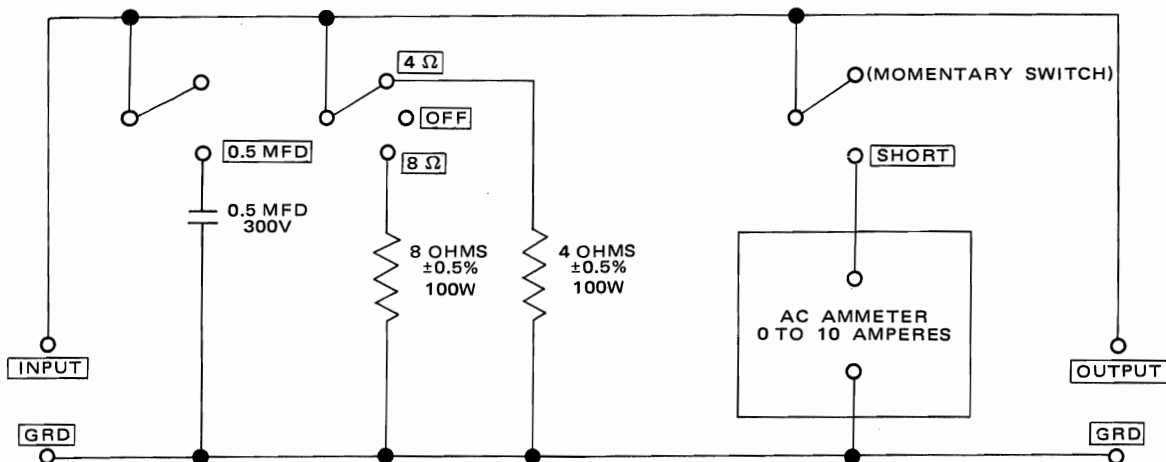 4 Ω
(MOMENTARY SWITCH)
OFF
0.5 MFD
8 Ω
SHORT
0.5 MFD
300V
8 OHMS
±0.5%
100W
4 OHMS
±0.5%
100W
AC AMMETER
0 TO 10 AMPERES
INPUT
OUTPUT
GRD
GRD